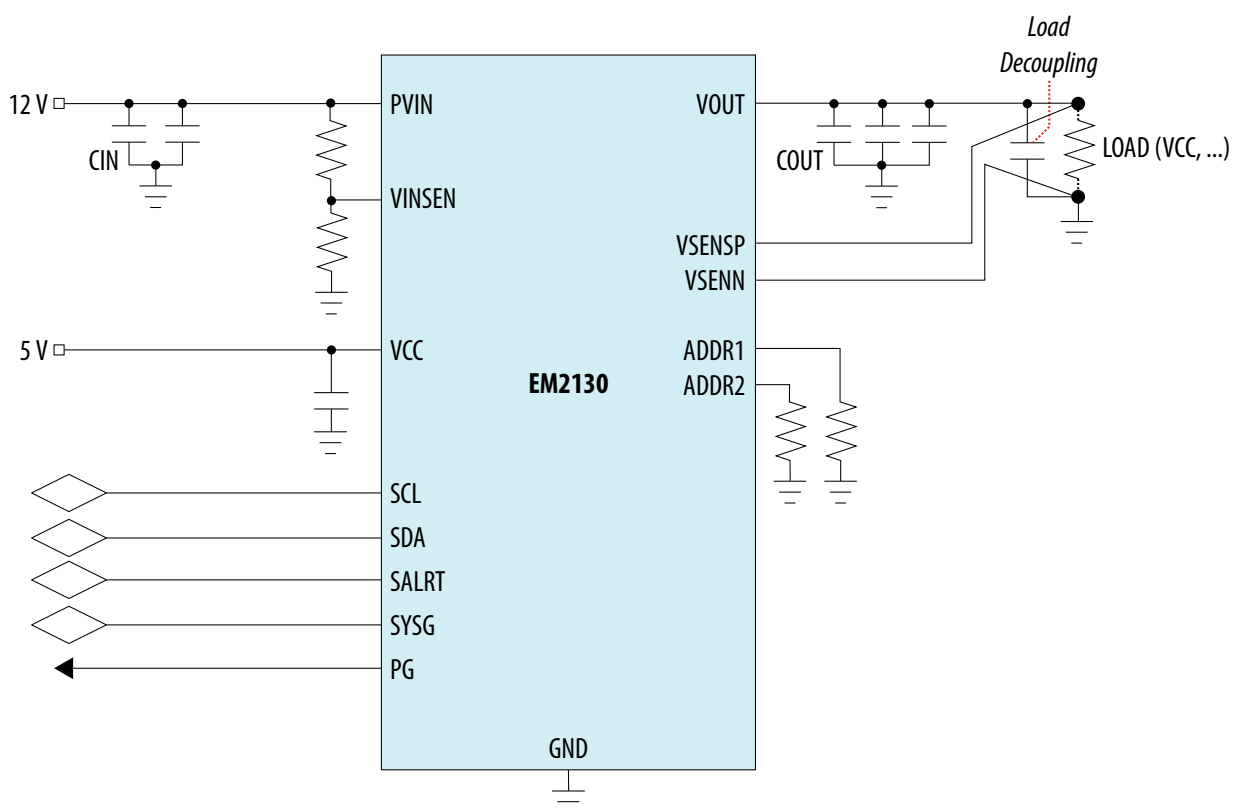 Load
Decoupling
12 V
PVIN
VOUT
CIN
COUT
LOAD (VCC, ...)
VINSEN
VSENSP
VSENN
5 V
VCC
ADDR1
EM2130
ADDR2
SCL
SDA
SALRT
SYSG
PG
GND